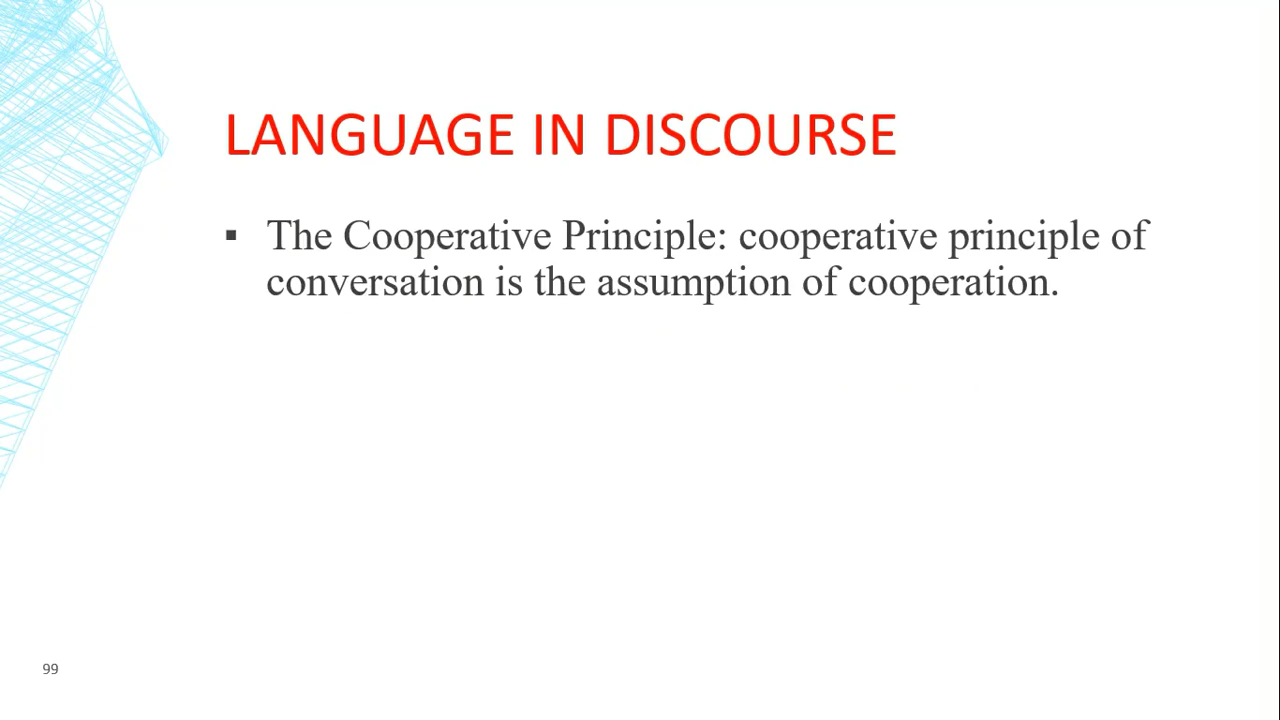 LANGUAGE IN DISCOURSE
▪ The Cooperative Principle: cooperative principle of
conversation is the assumption of cooperation.
99